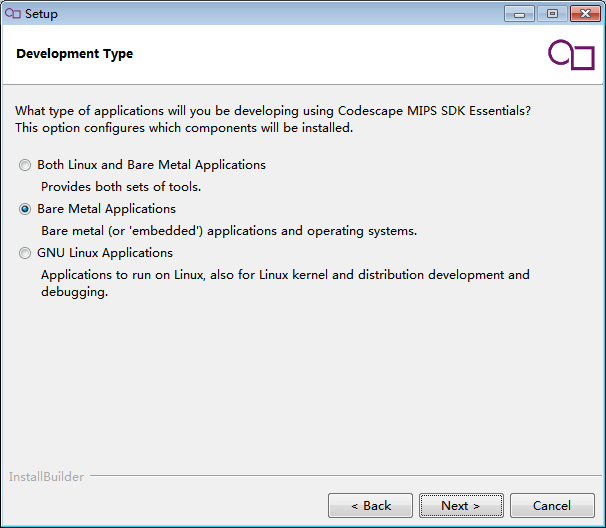 Setup
Development Type
What type of applications will you be developing using Codescape MIPS SDK Essentials?
This option configures which components will be installed.
Both Linux and Bare Metal Applications
Provides both sets of tools.
Bare Metal Applications
Bare metal (or 'embedded') applications and operating systems.
GNU Linux Applications
Applications to run on Linux, also for Linux kernel and distribution development and
debugging.
InstallBuilder
< Back
Next >
Cancel